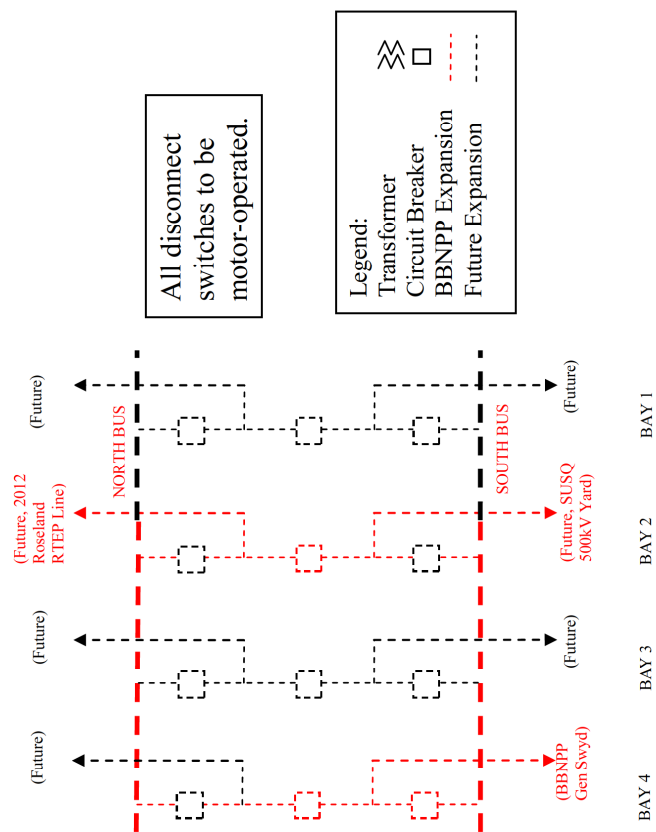 All disconnect
switches to be
motor-operated.
Legend:
Transformer
Circuit Breaker
BBNPP Expansion
Future Expansion
(Future)
(Future, 2012
Roseland
RTEP Line)
(Future)
(Future)
NORTH BUS
SOUTH BUS
(BBNPP
Gen Swyd)
(Future)
(Future, SUSQ
500kV Yard)
(Future)
BAY 4
BAY 3
BAY 2
BAY 1